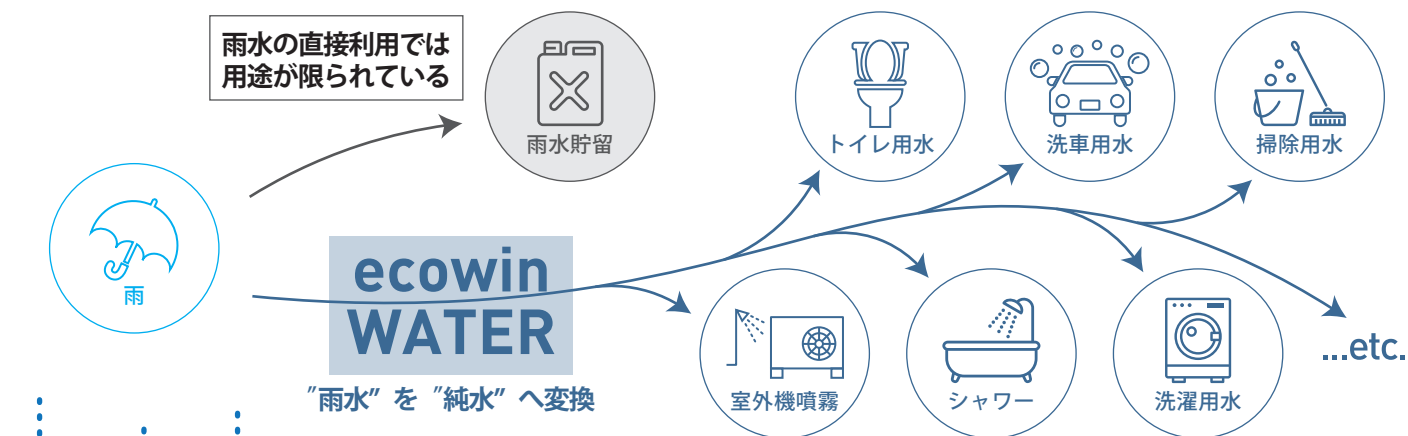 雨水の直接利用では
用途が限られている
雨水貯留
トイレ用水
洗車用水
掃除用水
雨
ecowin
WATER
"雨水" を "純水" へ変換
室外機噴霧
シャワー
洗濯用水
...etc.